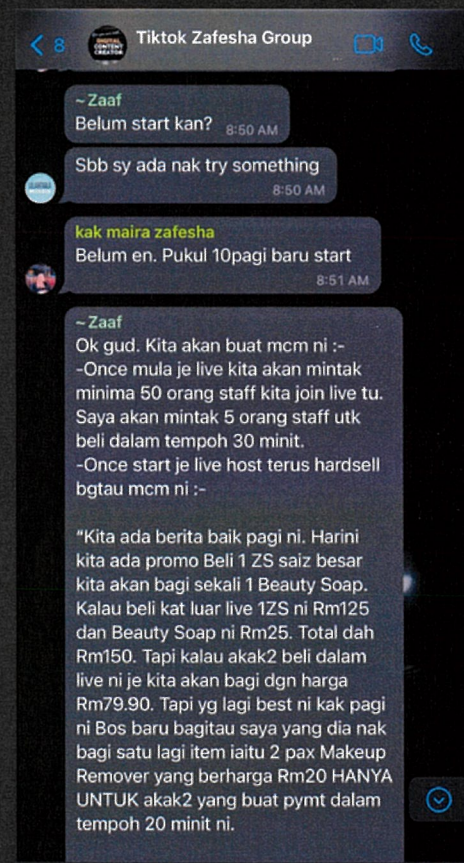 8
Tiktok Zafesha Group
DIGITAL
CONTENT
CREATOR
~Zaaf
Belum start kan?
8:50 AM
Sbb sy ada nak try something
8:50 AM
kak maira zafesha
Belum en. Pukul 10pagi baru start
8:51 AM
~Zaaf
Ok gud. Kita akan buat mcm ni :-
-Once mula je live kita akan mintak
minima 50 orang staff kita join live tu.
Saya akan mintak 5 orang staff utk
beli dalam tempoh 30 minit.
-Once start je live host terus hardsell
bgtau mcm ni :-
"Kita ada berita baik pagi ni. Harini
kita ada promo Beli 1 ZS saiz besar
kita akan bagi sekali 1 Beauty Soap.
Kalau beli kat luar live 1ZS ni Rm125
dan Beauty Soap ni Rm25. Total dah
Rm150. Tapi kalau akak2 beli dalam
live ni je kita akan bagi dgn harga
Rm79.90. Tapi yg lagi best ni kak pagi
ni Bos baru bagitau saya yang dia nak
bagi satu lagi item iaitu 2 pax Makeup
Remover yang berharga Rm20 HANYA
UNTUK akak2 yang buat pymt dalam
tempoh 20 minit ni.